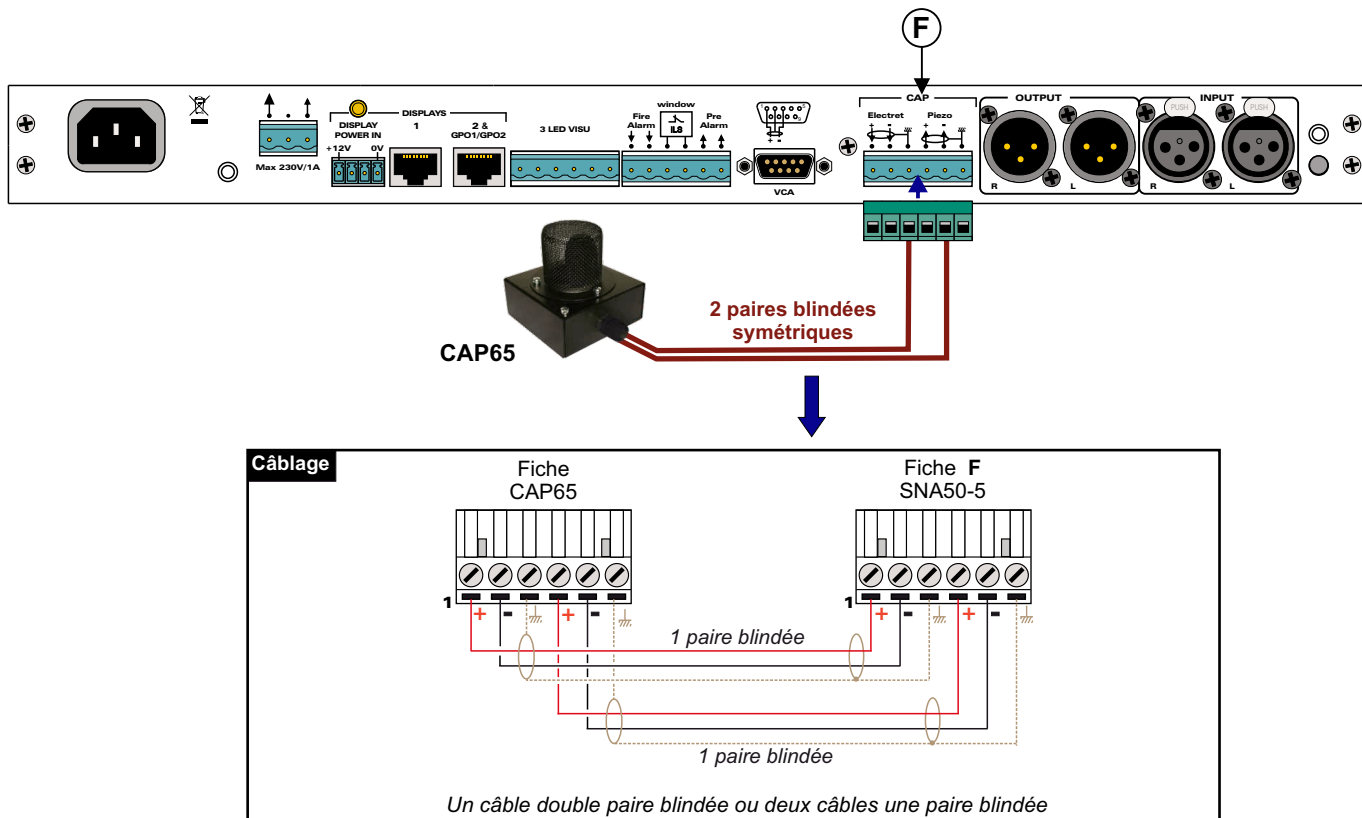 F
CAP
OUTPUT
INPUT
PUSH
PUSH
DISPLAYS
DISPLAY
POWER IN
+12V
0V
1
2 &
GPO1/GPO2
3 LED VISU
Fire
Alarm
window
ILS
Pre
Alarm
+ -
VCA
Electret
+ -
Piezo
+ -
Max 230V/1A
R
L
R
L
2 paires blindées
symétriques
CAP65
Câblage
Fiche
CAP65
Fiche F
SNA50-5
1
+ - + -
1
+ - + -
1 paire blindée
1 paire blindée
Un câble double paire blindée ou deux câbles une paire blindée